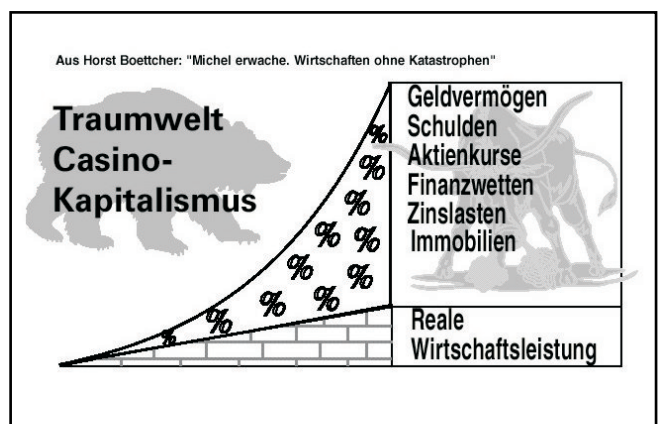 Aus Horst Boettcher: "Michel erwache. Wirtschaften ohne Katastrophen"
Traumwelt
Casino-
Kapitalismus
%
%
%
%
%
%
%
%
%
%
%
%
Geldvermögen
Schulden
Aktienkurse
Finanzwetten
Zinslasten
Immobilien
Reale
Wirtschaftsleistung